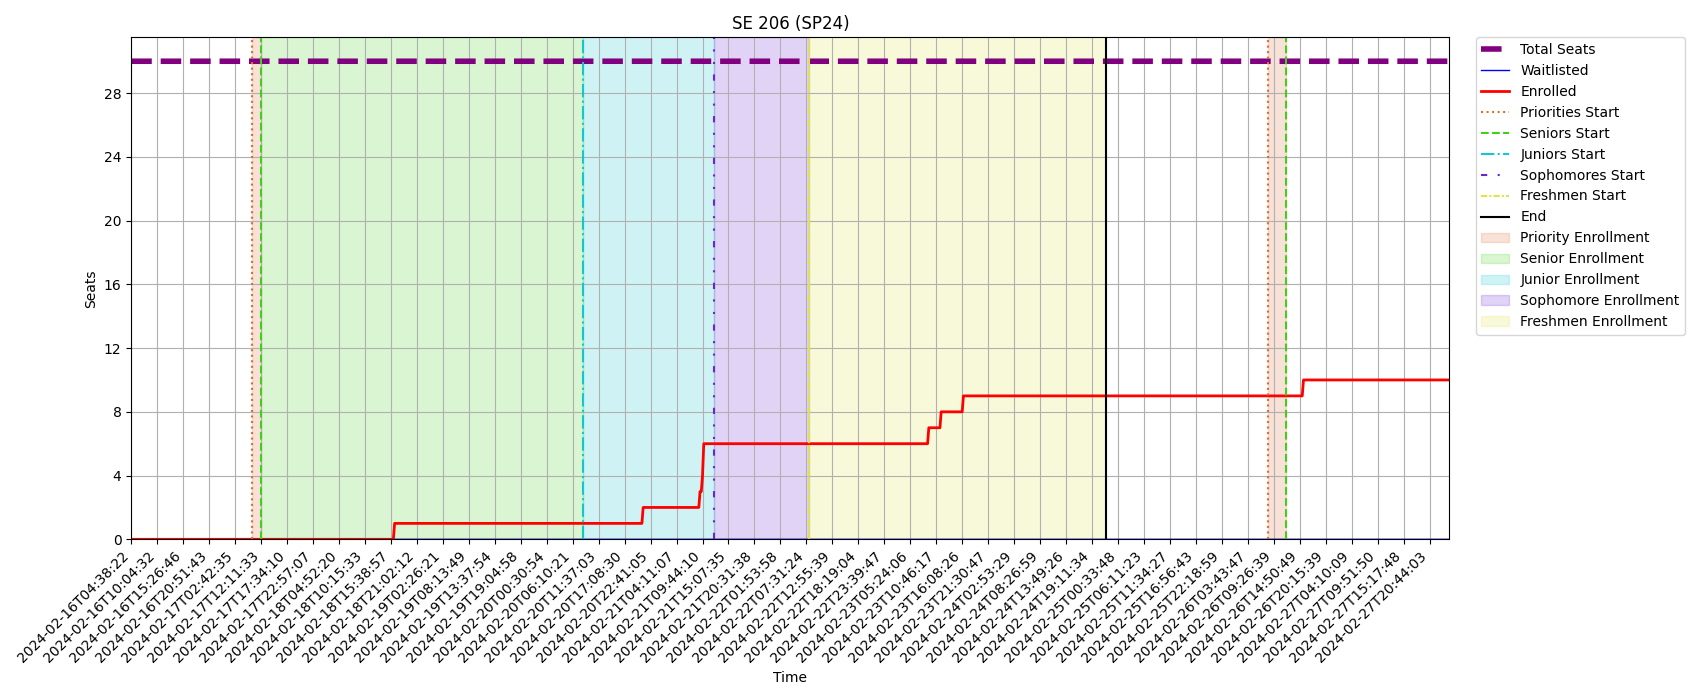 SE 206 (SP24)
Seats
28
24
20
16
12
8
4
0
2024-02-16T04:38:22
2024-02-16T10:04:32
2024-02-16T15:26:46
2024-02-16T20:51:43
2024-02-17T02:42:35
2024-02-17T12:11:33
2024-02-17T17:34:10
2024-02-17T22:57:07
2024-02-18T04:52:20
2024-02-18T10:15:33
2024-02-18T15:38:57
2024-02-18T21:02:12
2024-02-19T02:26:21
2024-02-19T08:13:49
2024-02-19T13:37:54
2024-02-19T19:04:58
2024-02-20T00:30:54
2024-02-20T06:10:21
2024-02-20T11:37:03
2024-02-20T17:08:30
2024-02-20T22:41:05
2024-02-21T04:11:07
2024-02-21T09:44:10
2024-02-21T15:07:35
2024-02-21T20:31:38
2024-02-22T01:53:58
2024-02-22T07:31:24
2024-02-22T12:55:39
2024-02-22T18:19:04
2024-02-22T23:39:47
2024-02-23T05:24:06
2024-02-23T10:46:17
2024-02-23T16:08:26
2024-02-23T21:30:47
2024-02-24T02:53:29
2024-02-24T08:26:59
2024-02-24T13:49:26
2024-02-24T19:11:34
2024-02-25T00:33:48
2024-02-25T06:11:23
2024-02-25T11:34:27
2024-02-25T16:56:43
2024-02-25T22:18:59
2024-02-26T03:43:47
2024-02-26T09:26:39
2024-02-26T14:50:49
2024-02-26T20:15:39
2024-02-27T04:10:09
2024-02-27T09:51:50
2024-02-27T15:17:48
2024-02-27T20:44:03
Time
Total Seats
Waitlisted
Enrolled
Priorities Start
Seniors Start
Juniors Start
Sophomores Start
Freshmen Start
End
Priority Enrollment
Senior Enrollment
Junior Enrollment
Sophomore Enrollment
Freshmen Enrollment